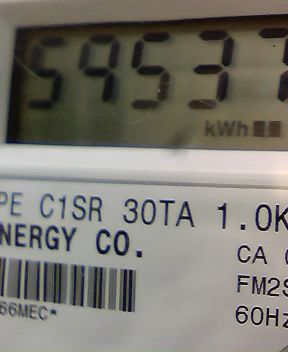 59537
kWh
PE C1SR 30TA 1.0K
NERGY CO.
CA
FM2S
66MEC*
60Hz